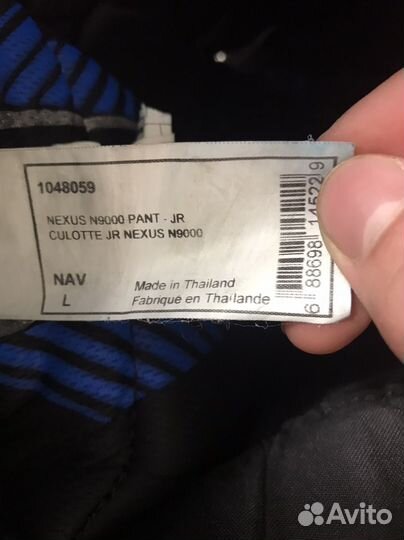 1048059
NEXUS N9000 PANT - JR
CULOTTE JR NEXUS N9000
NAV
L
Made in Thailand
Fabriqué en Thaïlande
6 88698 14522 9
Avito